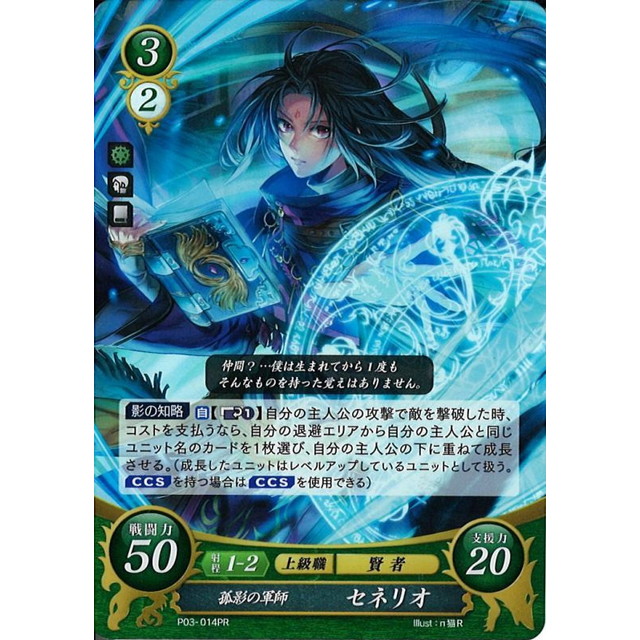 3
2
仲間?…僕は生まれてから1度も
そんなものを持った覚えはありません。
影の知略 自【1】自分の主人公の攻撃で敵を撃破した時、
コストを支払うなら、自分の退避エリアから自分の主人公と同じ
ユニット名のカードを1枚選び、自分の主人公の下に重ねて成長
させる。(成長したユニットはレベルアップしているユニットとして扱う。
CCSを持つ場合はCCSを使用できる)
戦闘力
50
射程 1-2
上級職
賢者
支援力
20
孤影の軍師 セネリオ
P03-014PR
Illust:π猫R